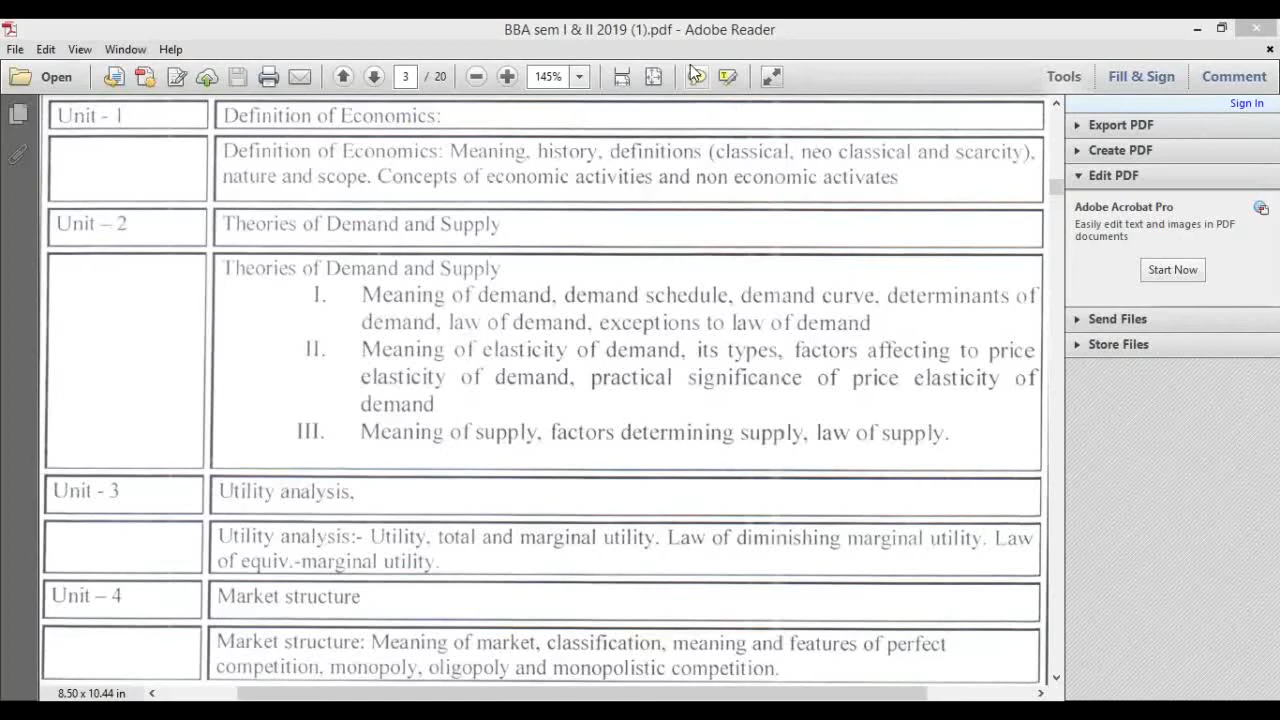 BBA sem I & II 2019 (1).pdf - Adobe Reader
File Edit View Window Help
Open 3 / 20 145% Tools Fill & Sign Comment
Sign In
Unit - 1 Definition of Economics:
Definition of Economics: Meaning, history, definitions (classical, neo classical and scarcity),
nature and scope. Concepts of economic activities and non economic activates
Unit – 2 Theories of Demand and Supply
Theories of Demand and Supply
I. Meaning of demand, demand schedule, demand curve, determinants of
demand, law of demand, exceptions to law of demand
II. Meaning of elasticity of demand, its types, factors affecting to price
elasticity of demand, practical significance of price elasticity of
demand
III. Meaning of supply, factors determining supply, law of supply.
Unit - 3 Utility analysis,
Utility analysis:- Utility, total and marginal utility. Law of diminishing marginal utility. Law
of equiv.-marginal utility.
Unit – 4 Market structure
Market structure: Meaning of market, classification, meaning and features of perfect
competition, monopoly, oligopoly and monopolistic competition.
8.50 x 10.44 in
Export PDF
Create PDF
Edit PDF
Adobe Acrobat Pro
Easily edit text and images in PDF
documents
Start Now
Send Files
Store Files